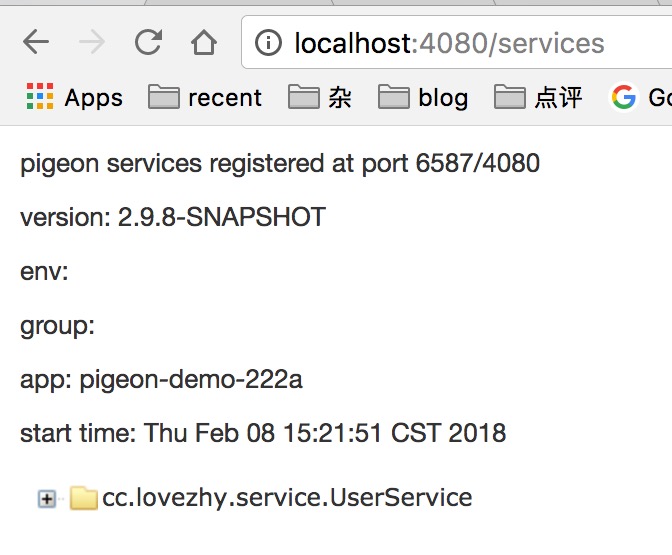 localhost:4080/services
Apps recent 杂 blog 点评 Go
pigeon services registered at port 6587/4080
version: 2.9.8-SNAPSHOT
env:
group:
app: pigeon-demo-222a
start time: Thu Feb 08 15:21:51 CST 2018
cc.lovezhy.service.UserService